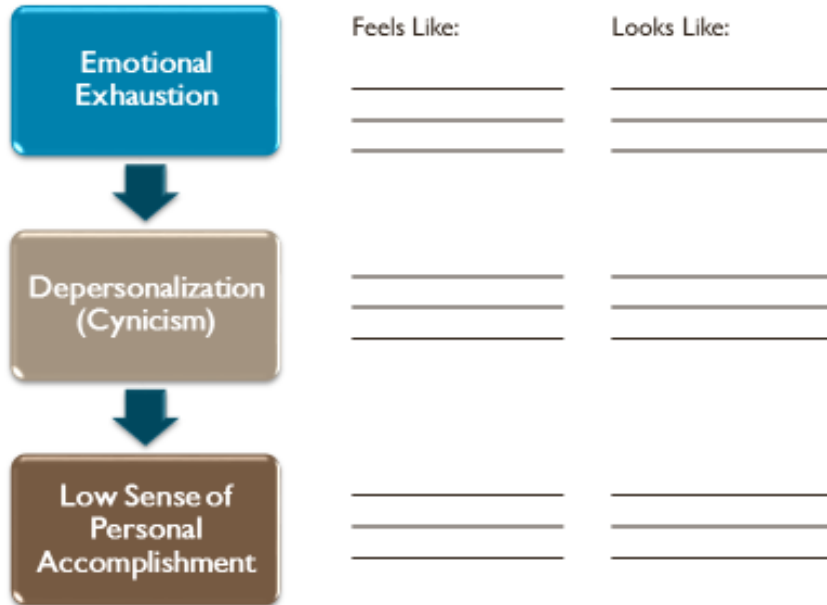 Feels Like:
Looks Like:
Emotional
Exhaustion
Depersonalization
(Cynicism)
Low Sense of
Personal
Accomplishment